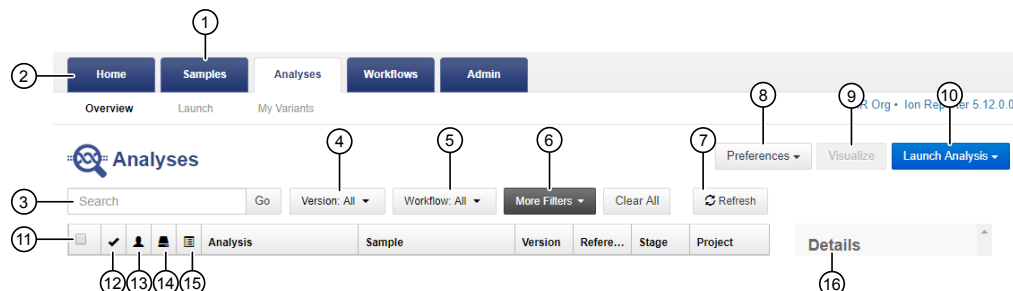 1
2
Home
Samples
Analyses
Workflows
Admin
Overview
Launch
My Variants
8
9
10
R Org • Ion Rep ter 5.12.0.0
4
5
6
7
Analyses
Preferences
Visualize
Launch Analysis
3
Search
Go
Version: All
Workflow: All
More Filters
Clear All
Refresh
11
Analysis
Sample
Version
Refere...
Stage
Project
Details
12
13
14
15
16